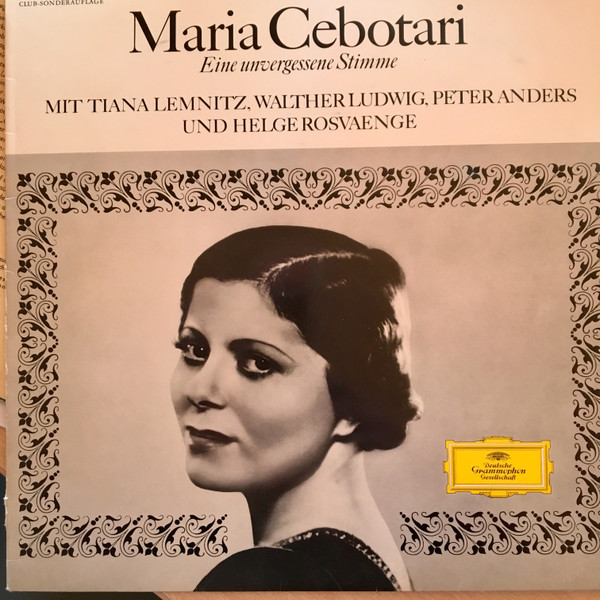 CLUB-SONDERAUFLAGE
Maria Cebotari
Eine unvergessene Stimme
MIT TIANA LEMNITZ, WALTHER LUDWIG, PETER ANDERS
UND HELGE ROSVAENGE
Deutsche
Grammophon
Gesellschaft